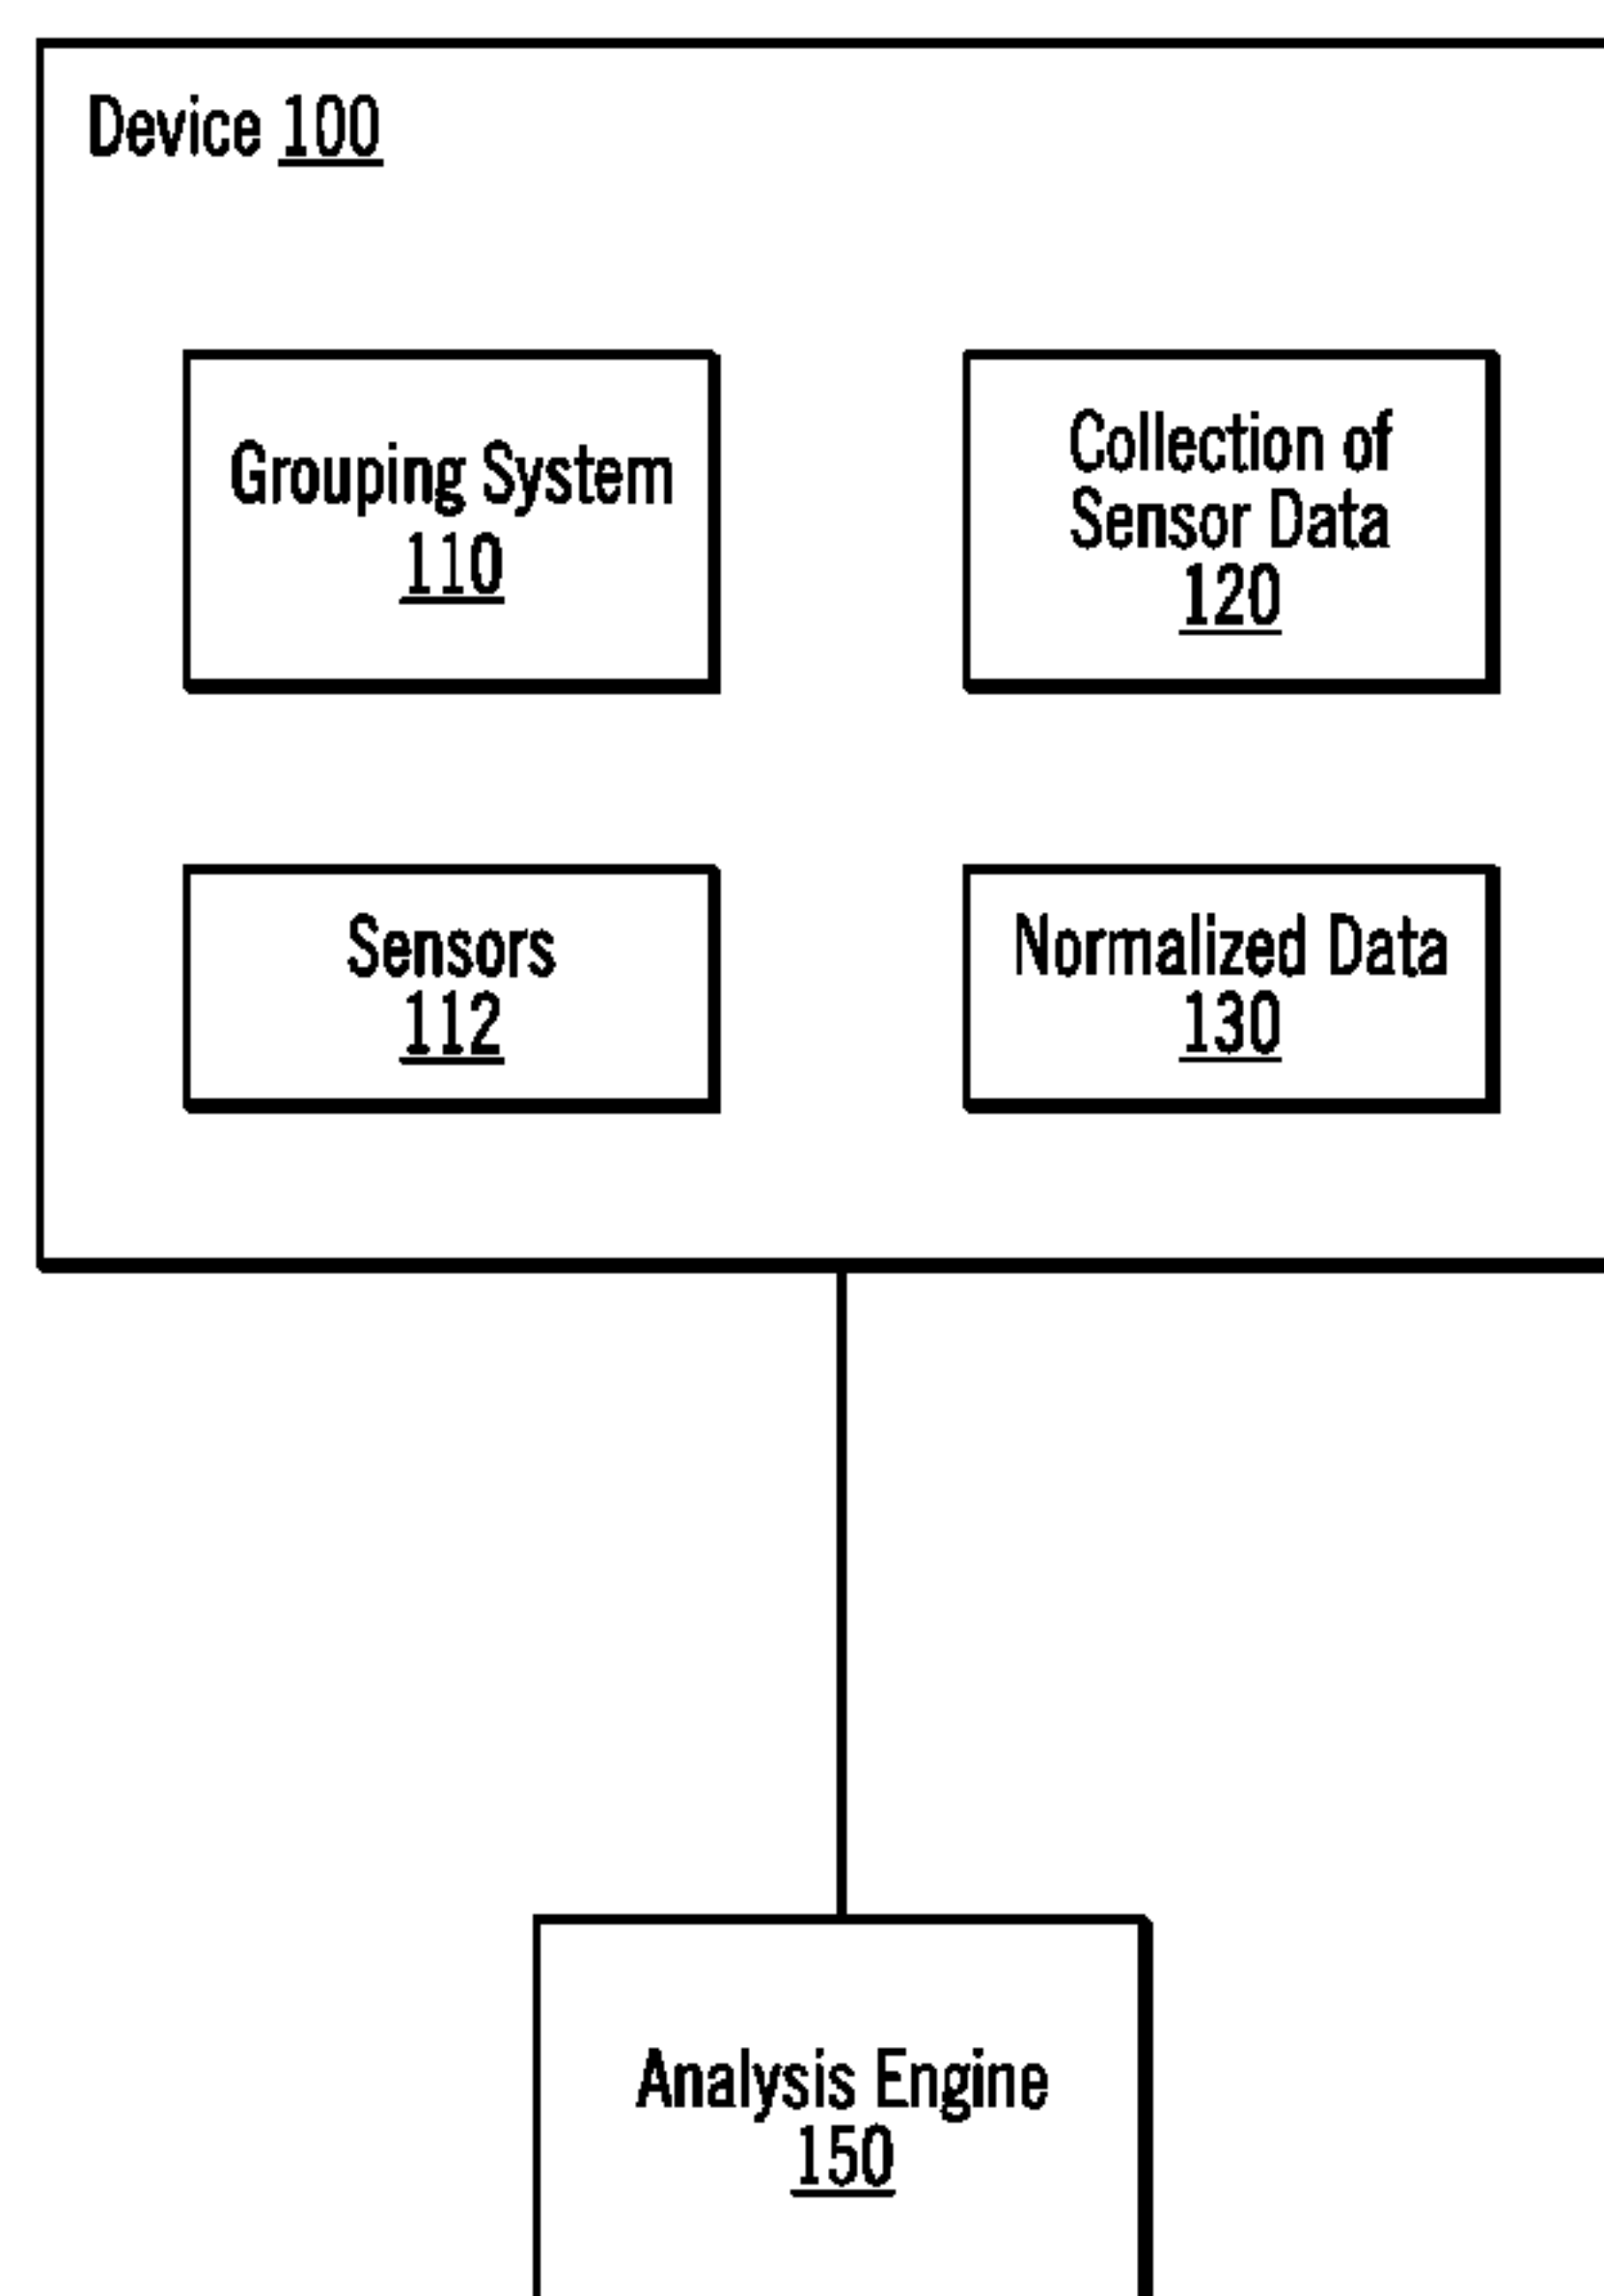 Device 100
Grouping System
110
Collection of
Sensor Data
120
Sensors
112
Normalized Data
130
Analysis Engine
150